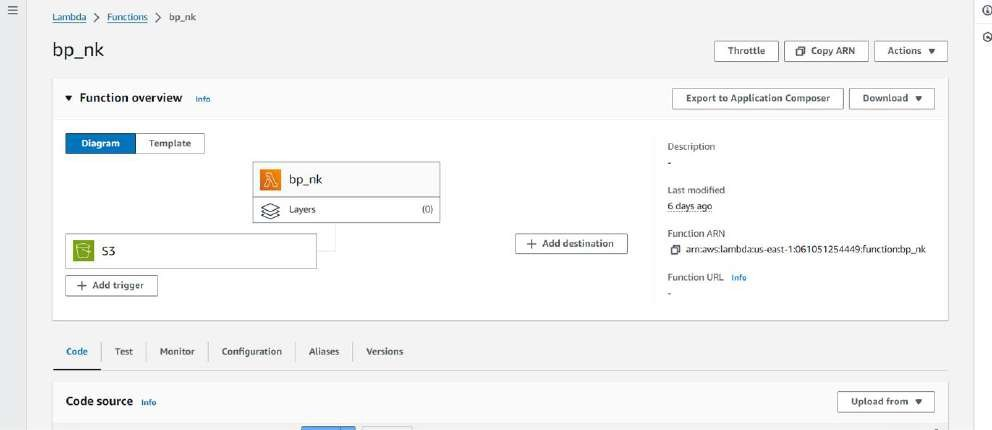 Lambda > Functions > bp_nk
bp_nk
Throttle
Copy ARN
Actions
Function overview Info
Export to Application Composer
Download
Diagram
Template
bp_nk
Layers (0)
S3
+ Add trigger
+ Add destination
Description
-
Last modified
6 days ago
Function ARN
arn:aws:lambda:us-east-1:061051254449:function:bp_nk
Function URL Info
-
Code
Test
Monitor
Configuration
Aliases
Versions
Code source Info
Upload from